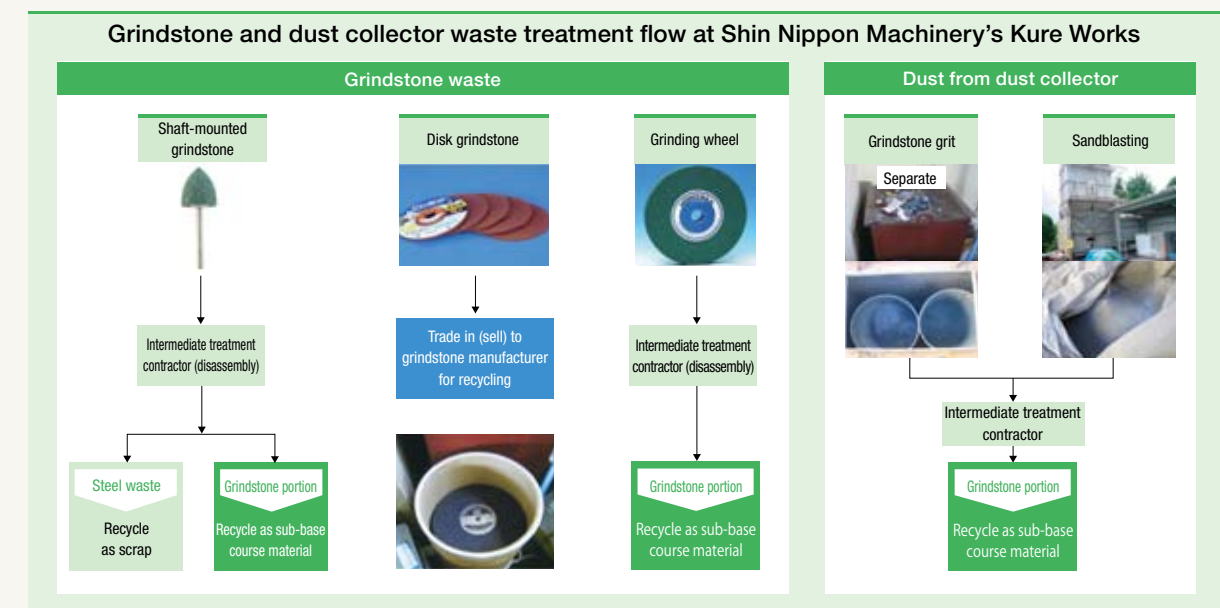 Grindstone and dust collector waste treatment flow at Shin Nippon Machinery's Kure Works
Grindstone waste
Shaft-mounted
grindstone
Disk grindstone
Grinding wheel
Intermediate treatment
contractor (disassembly)
Trade in (sell) to
grindstone manufacturer
for recycling
Intermediate treatment
contractor (disassembly)
Steel waste
Recycle
as scrap
Grindstone portion
Recycle as sub-base
course material
Grindstone portion
Recycle as sub-base
course material
Dust from dust collector
Grindstone grit
Separate
Sandblasting
Intermediate treatment
contractor
Grindstone portion
Recycle as sub-base
course material